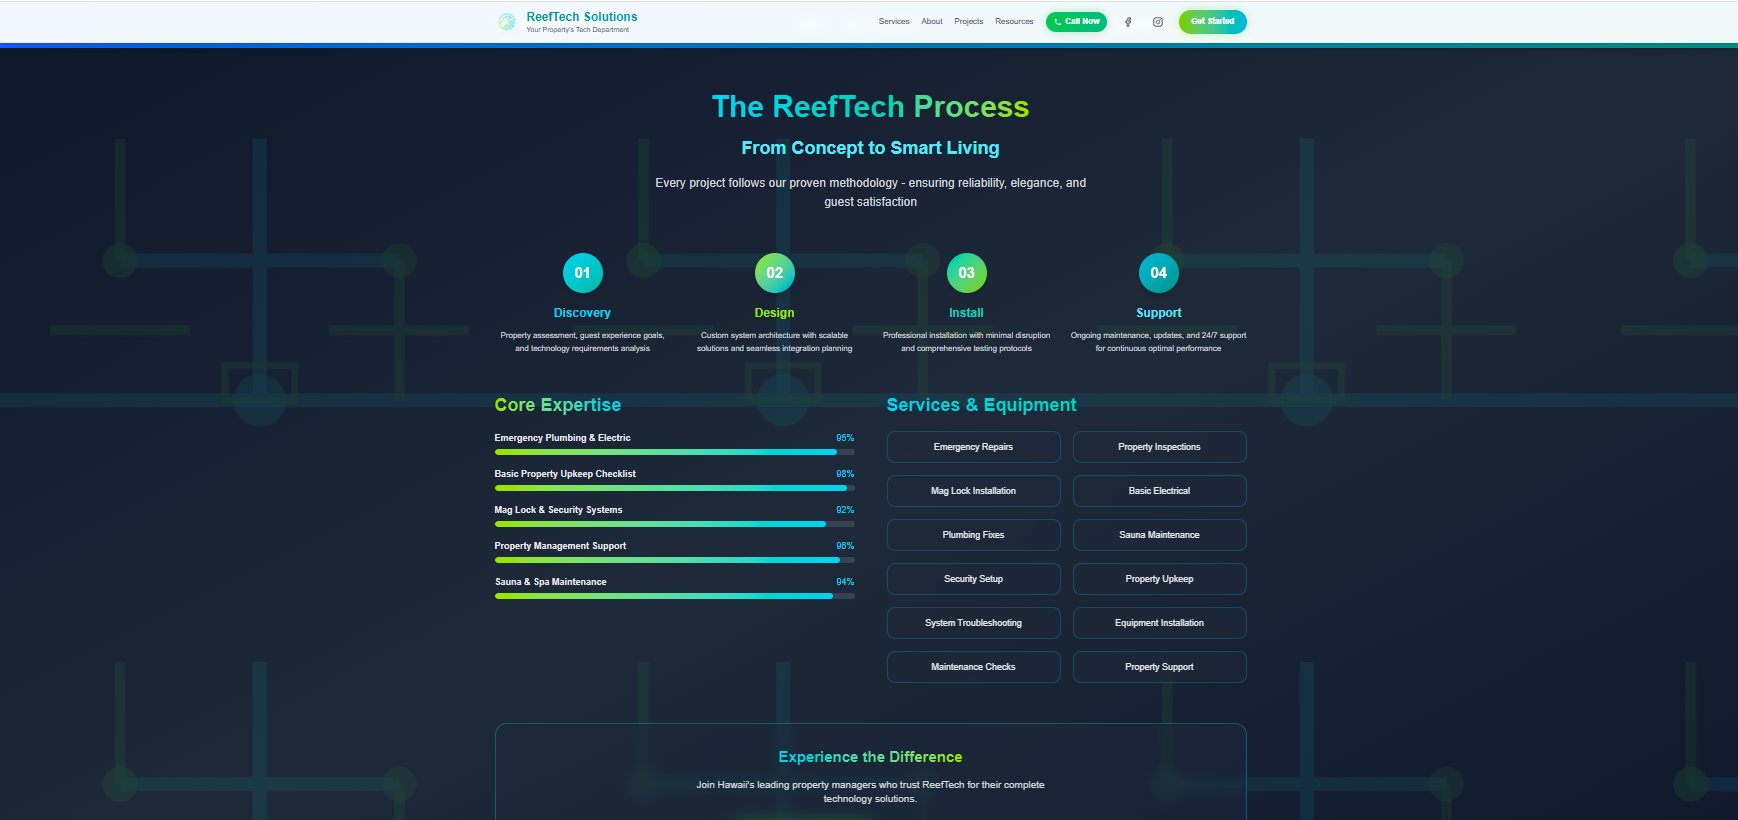 ReefTech Solutions
Your Property's Tech Department
Services
About
Projects
Resources
Call Now
Get Started
The ReefTech Process
From Concept to Smart Living
Every project follows our proven methodology - ensuring reliability, elegance, and
guest satisfaction
01
Discovery
Property assessment, guest experience goals,
and technology requirements analysis
02
Design
Custom system architecture with scalable
solutions and seamless integration planning
03
Install
Professional installation with minimal disruption
and comprehensive testing protocols
04
Support
Ongoing maintenance, updates, and 24/7 support
for continuous optimal performance
Core Expertise
Emergency Plumbing & Electric 95%
Basic Property Upkeep Checklist 98%
Mag Lock & Security Systems 92%
Property Management Support 96%
Sauna & Spa Maintenance 94%
Services & Equipment
Emergency Repairs
Property Inspections
Mag Lock Installation
Basic Electrical
Plumbing Fixes
Sauna Maintenance
Security Setup
Property Upkeep
System Troubleshooting
Equipment Installation
Maintenance Checks
Property Support
Experience the Difference
Join Hawaii's leading property managers who trust ReefTech for their complete
technology solutions.